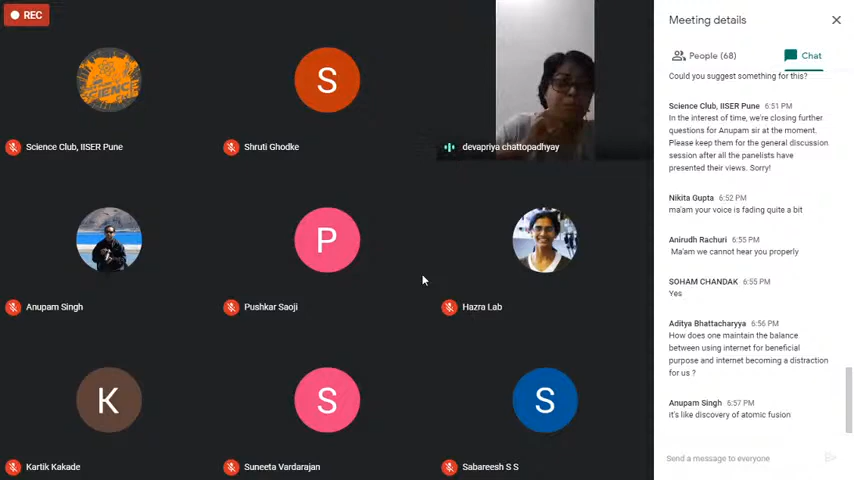 REC
Science Club, IISER Pune
S
Shruti Ghodke
devapriya chattopadhyay
Anupam Singh
P
Pushkar Saoji
Hazra Lab
K
Kartik Kakade
S
Suneeta Vardarajan
S
Sabareesh S S
Meeting details
People (68)
Chat
Could you suggest something for this?
Science Club, IISER Pune 6:51 PM
In the interest of time, we're closing further
questions for Anupam sir at the moment.
Please keep them for the general discussion
session after all the panelists have
presented their views. Sorry!
Nikita Gupta 6:52 PM
ma'am your voice is fading quite a bit
Anirudh Rachuri 6:55 PM
Ma'am we cannot hear you properly
SOHAM CHANDAK 6:55 PM
Yes
Aditya Bhattacharyya 6:56 PM
How does one maintain the balance
between using internet for beneficial
purpose and internet becoming a distraction
for us ?
Anupam Singh 6:57 PM
it's like discovery of atomic fusion
Send a message to everyone